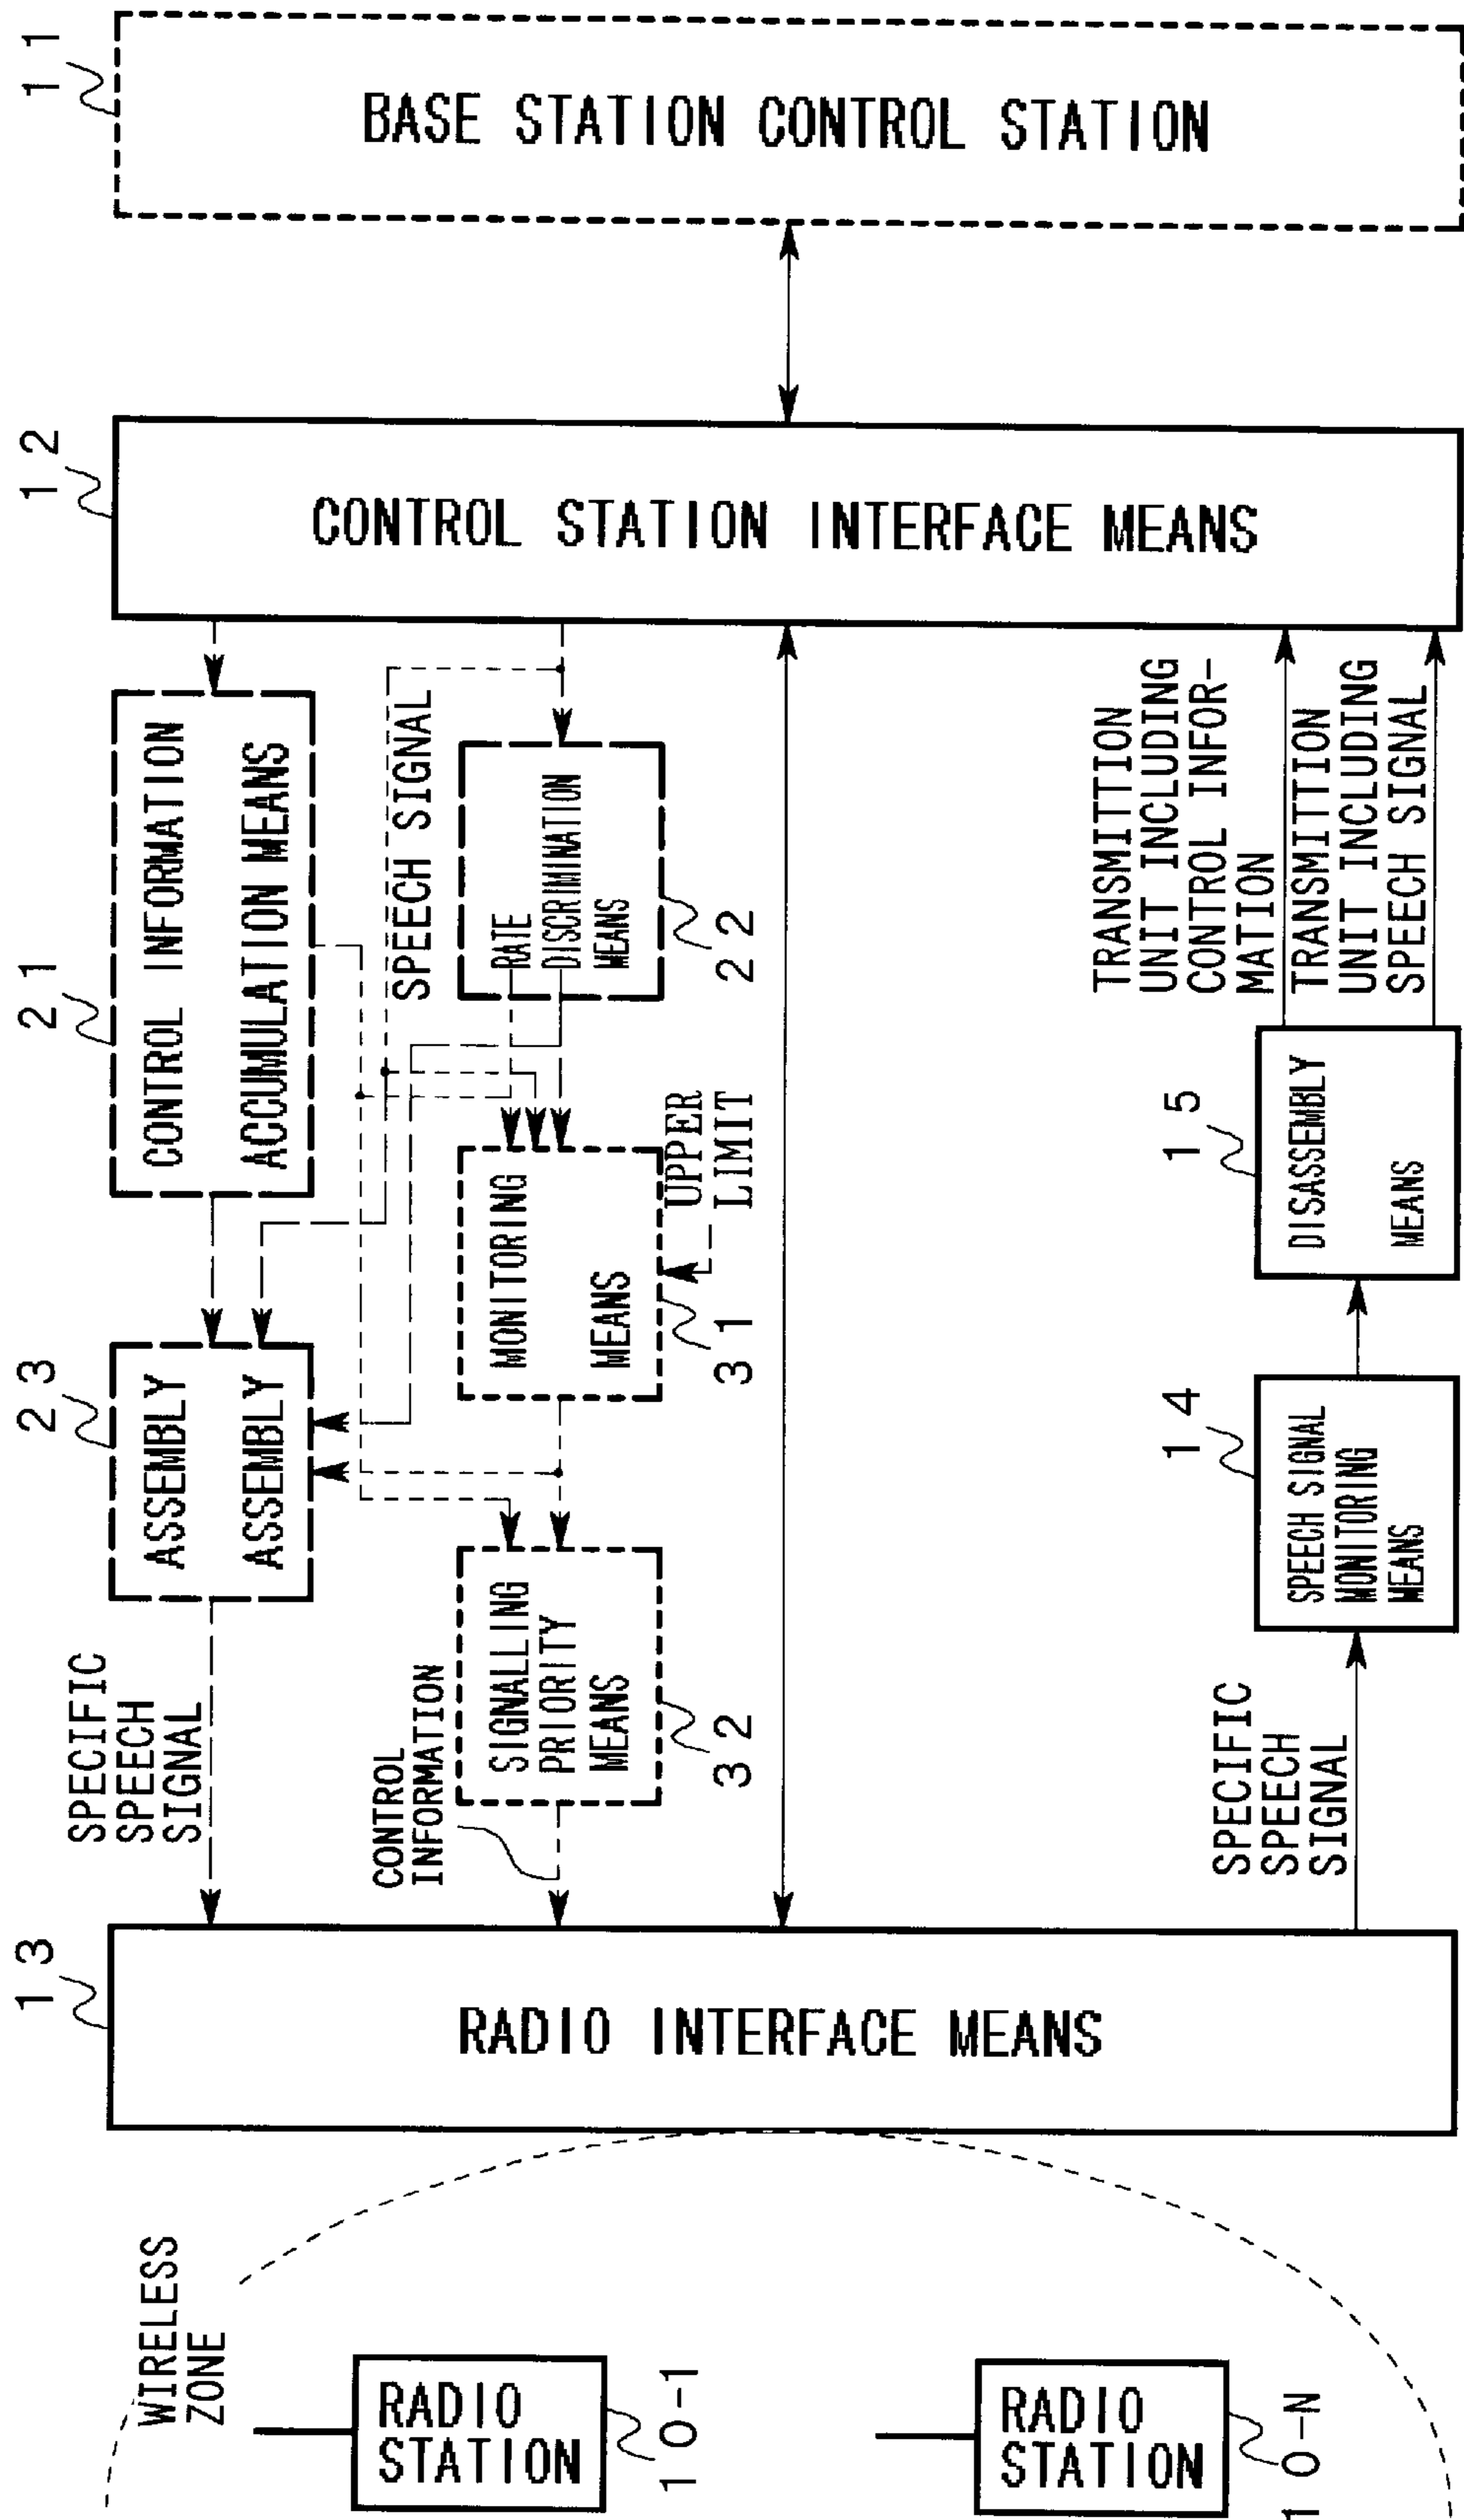 WIRELESS
ZONE
RADIO
STATION
10-1
RADIO
STATION
10-N
13
RADIO INTERFACE MEANS
SPECIFIC
SPEECH
SIGNAL
CONTROL
INFORMATION
23
ASSEMBLY
ASSEMBLY
SIGNALLING
PRIORITY
MEANS
32
21
CONTROL INFORMATION
ACCUMULATION MEANS
MONITORING
MEANS
31
UPPER
LIMIT
SPEECH SIGNAL
RATE
DISCRIMINATION
MEANS
22
SPECIFIC
SPEECH
SIGNAL
14
SPEECH SIGNAL
MONITORING
MEANS
15
DISASSEMBLY
MEANS
TRANSMITTION
UNIT INCLUDING
CONTROL INFOR-
MATION
TRANSMITTION
UNIT INCLUDING
SPEECH SIGNAL
12
CONTROL STATION INTERFACE MEANS
11
BASE STATION CONTROL STATION